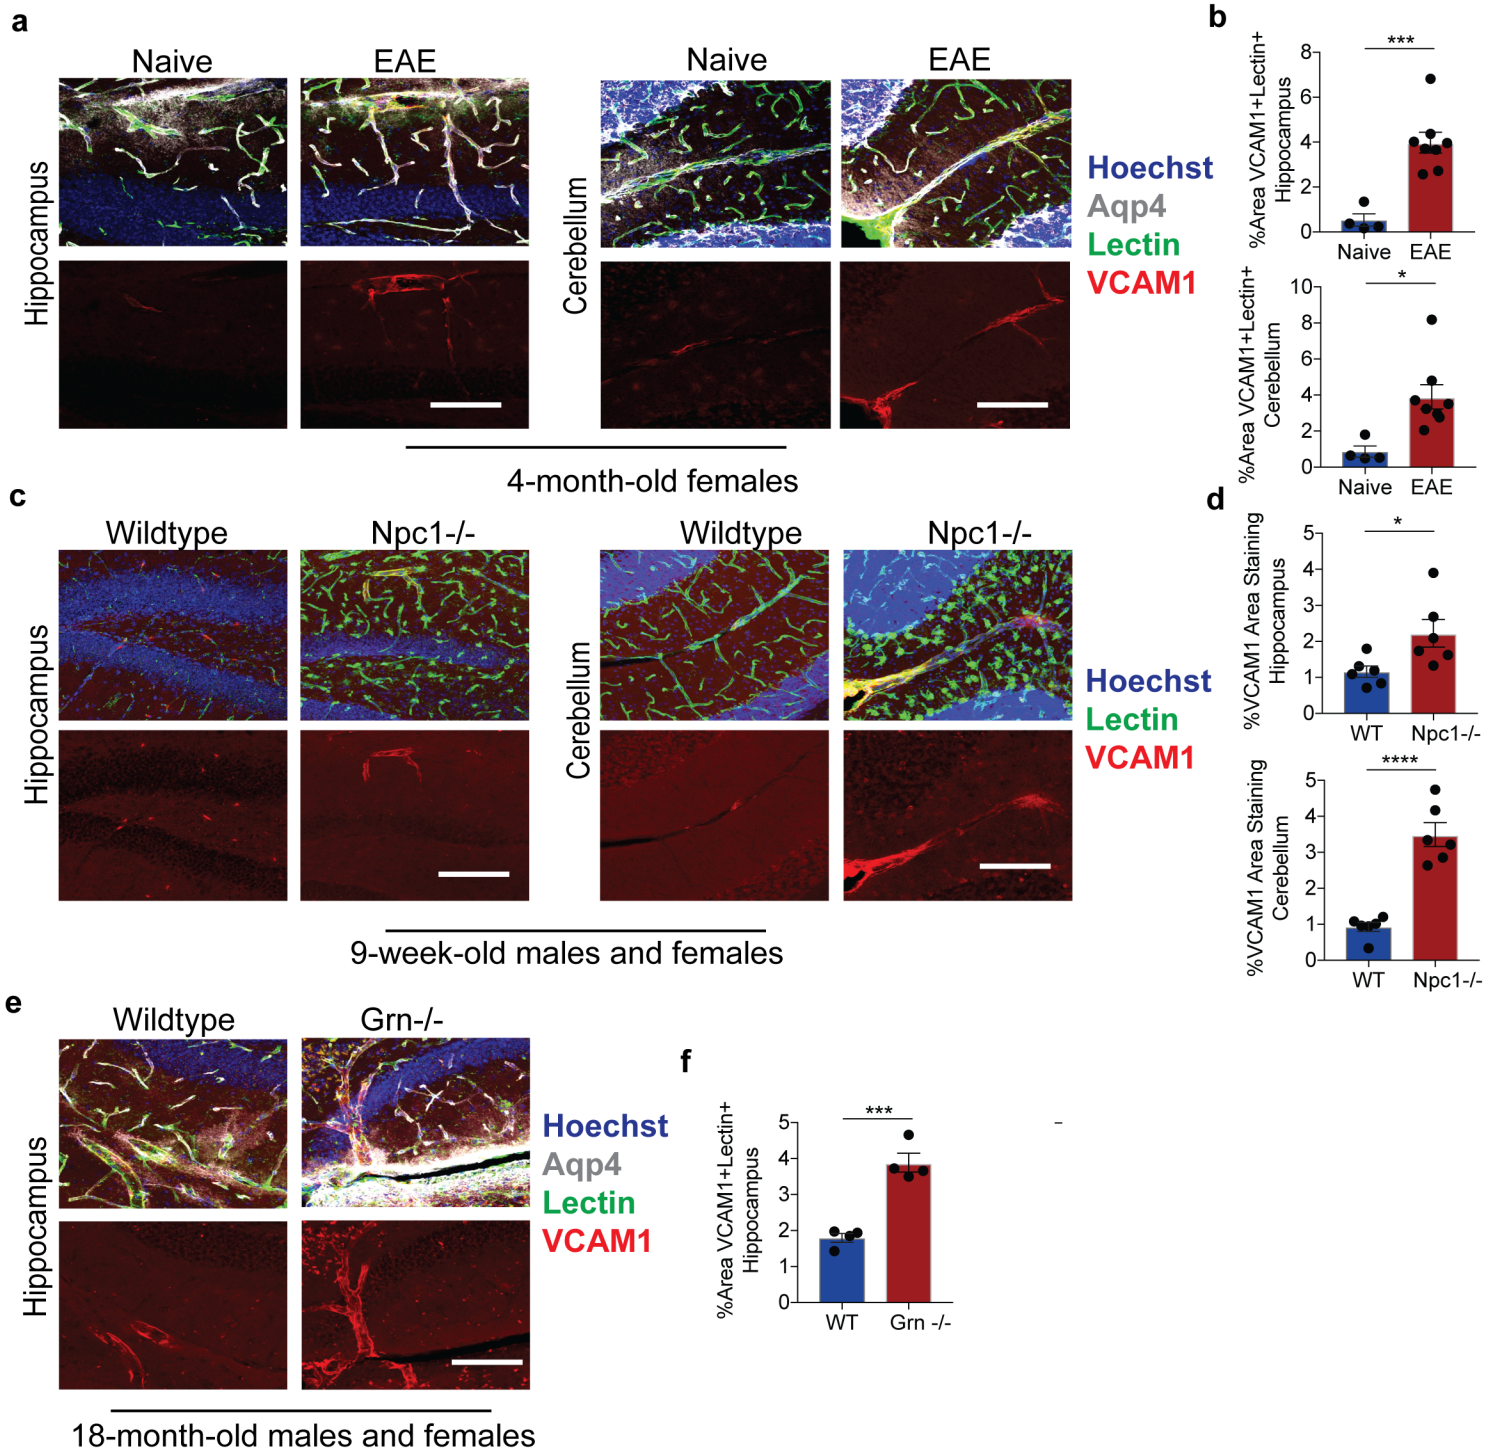 a
Naive
EAE
Naive
EAE
Hippocampus
Cerebellum
Hoechst
Aqp4
Lectin
VCAM1
4-month-old females
b
%Area VCAM1+Lectin+
Hippocampus
8
6
4
2
0
***
Naive
EAE
%Area VCAM1+Lectin+
Cerebellum
10
8
6
4
2
0
*
Naive
EAE
c
Wildtype
Npc1-/-
Wildtype
Npc1-/-
Hippocampus
Cerebellum
Hoechst
Lectin
VCAM1
9-week-old males and females
d
%VCAM1 Area Staining
Hippocampus
5
4
3
2
1
0
*
WT
Npc1-/-
%VCAM1 Area Staining
Cerebellum
5
4
3
2
1
0
****
WT
Npc1-/-
e
Wildtype
Grn-/-
Hippocampus
Hoechst
Aqp4
Lectin
VCAM1
18-month-old males and females
f
%Area VCAM1+Lectin+
Hippocampus
5
4
3
2
1
0
***
WT
Grn -/-